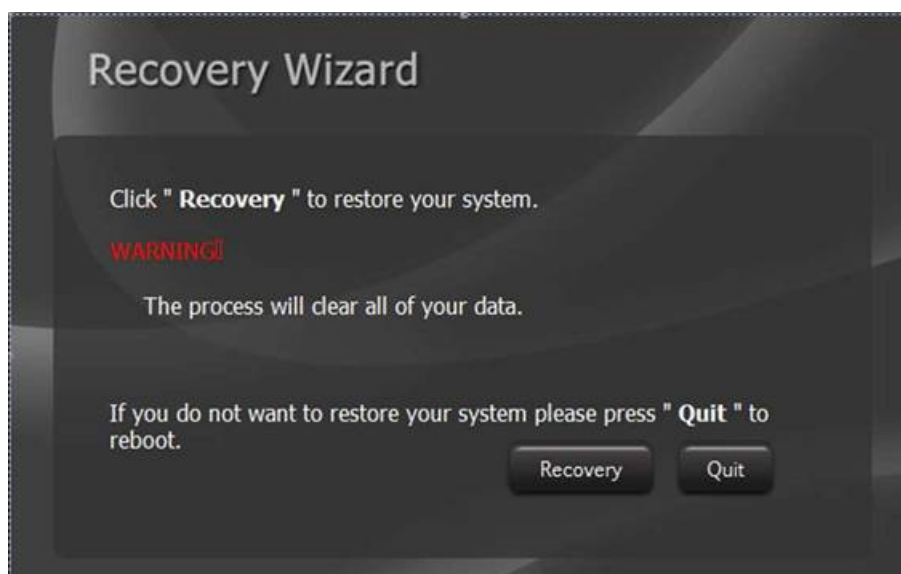 Recovery Wizard
Click " Recovery " to restore your system.
WARNING▯
The process will clear all of your data.
If you do not want to restore your system please press " Quit " to
reboot.
Recovery
Quit